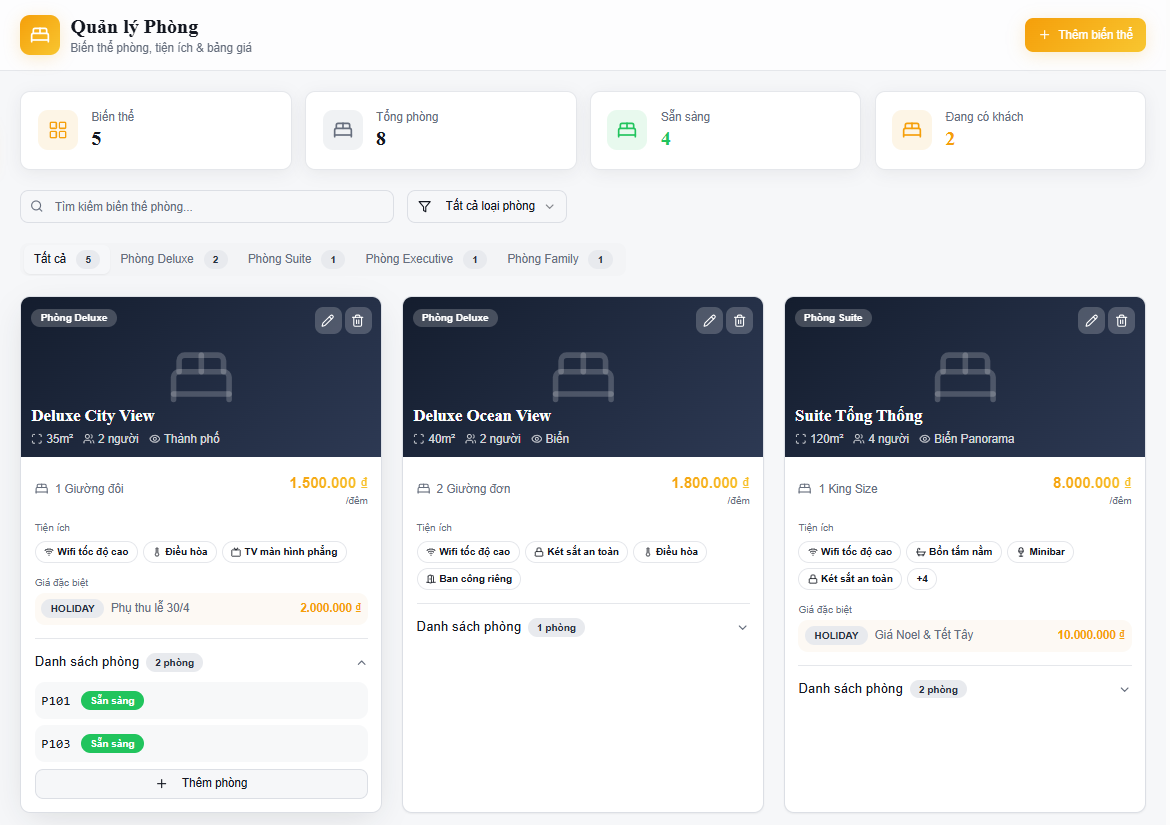 Quản lý Phòng
Biến thể phòng, tiện ích & bảng giá
Thêm biến thể
Biến thể
5
Tổng phòng
8
Sẵn sàng
4
Đang có khách
2
Tìm kiếm biến thể phòng...
Tất cả loại phòng
Tất cả 5 Phòng Deluxe 2 Phòng Suite 1 Phòng Executive 1 Phòng Family 1
Phòng Deluxe
Deluxe City View
35m² 2 người Thành phố
1 Giường đôi
1.500.000 ₫
/đêm
Tiện ích
Wifi tốc độ cao Điều hòa TV màn hình phẳng
Giá đặc biệt
HOLIDAY Phụ thu lễ 30/4 2.000.000 ₫
Danh sách phòng 2 phòng
P101 Sẵn sàng
P103 Sẵn sàng
Thêm phòng
Phòng Deluxe
Deluxe Ocean View
40m² 2 người Biển
2 Giường đơn
1.800.000 ₫
/đêm
Tiện ích
Wifi tốc độ cao Két sắt an toàn Điều hòa
Ban công riêng
Danh sách phòng 1 phòng
Phòng Suite
Suite Tổng Thống
120m² 4 người Biển Panorama
1 King Size
8.000.000 ₫
/đêm
Tiện ích
Wifi tốc độ cao Bồn tắm nằm Minibar
Két sắt an toàn +4
Giá đặc biệt
HOLIDAY Giá Noel & Tết Tây 10.000.000 ₫
Danh sách phòng 2 phòng